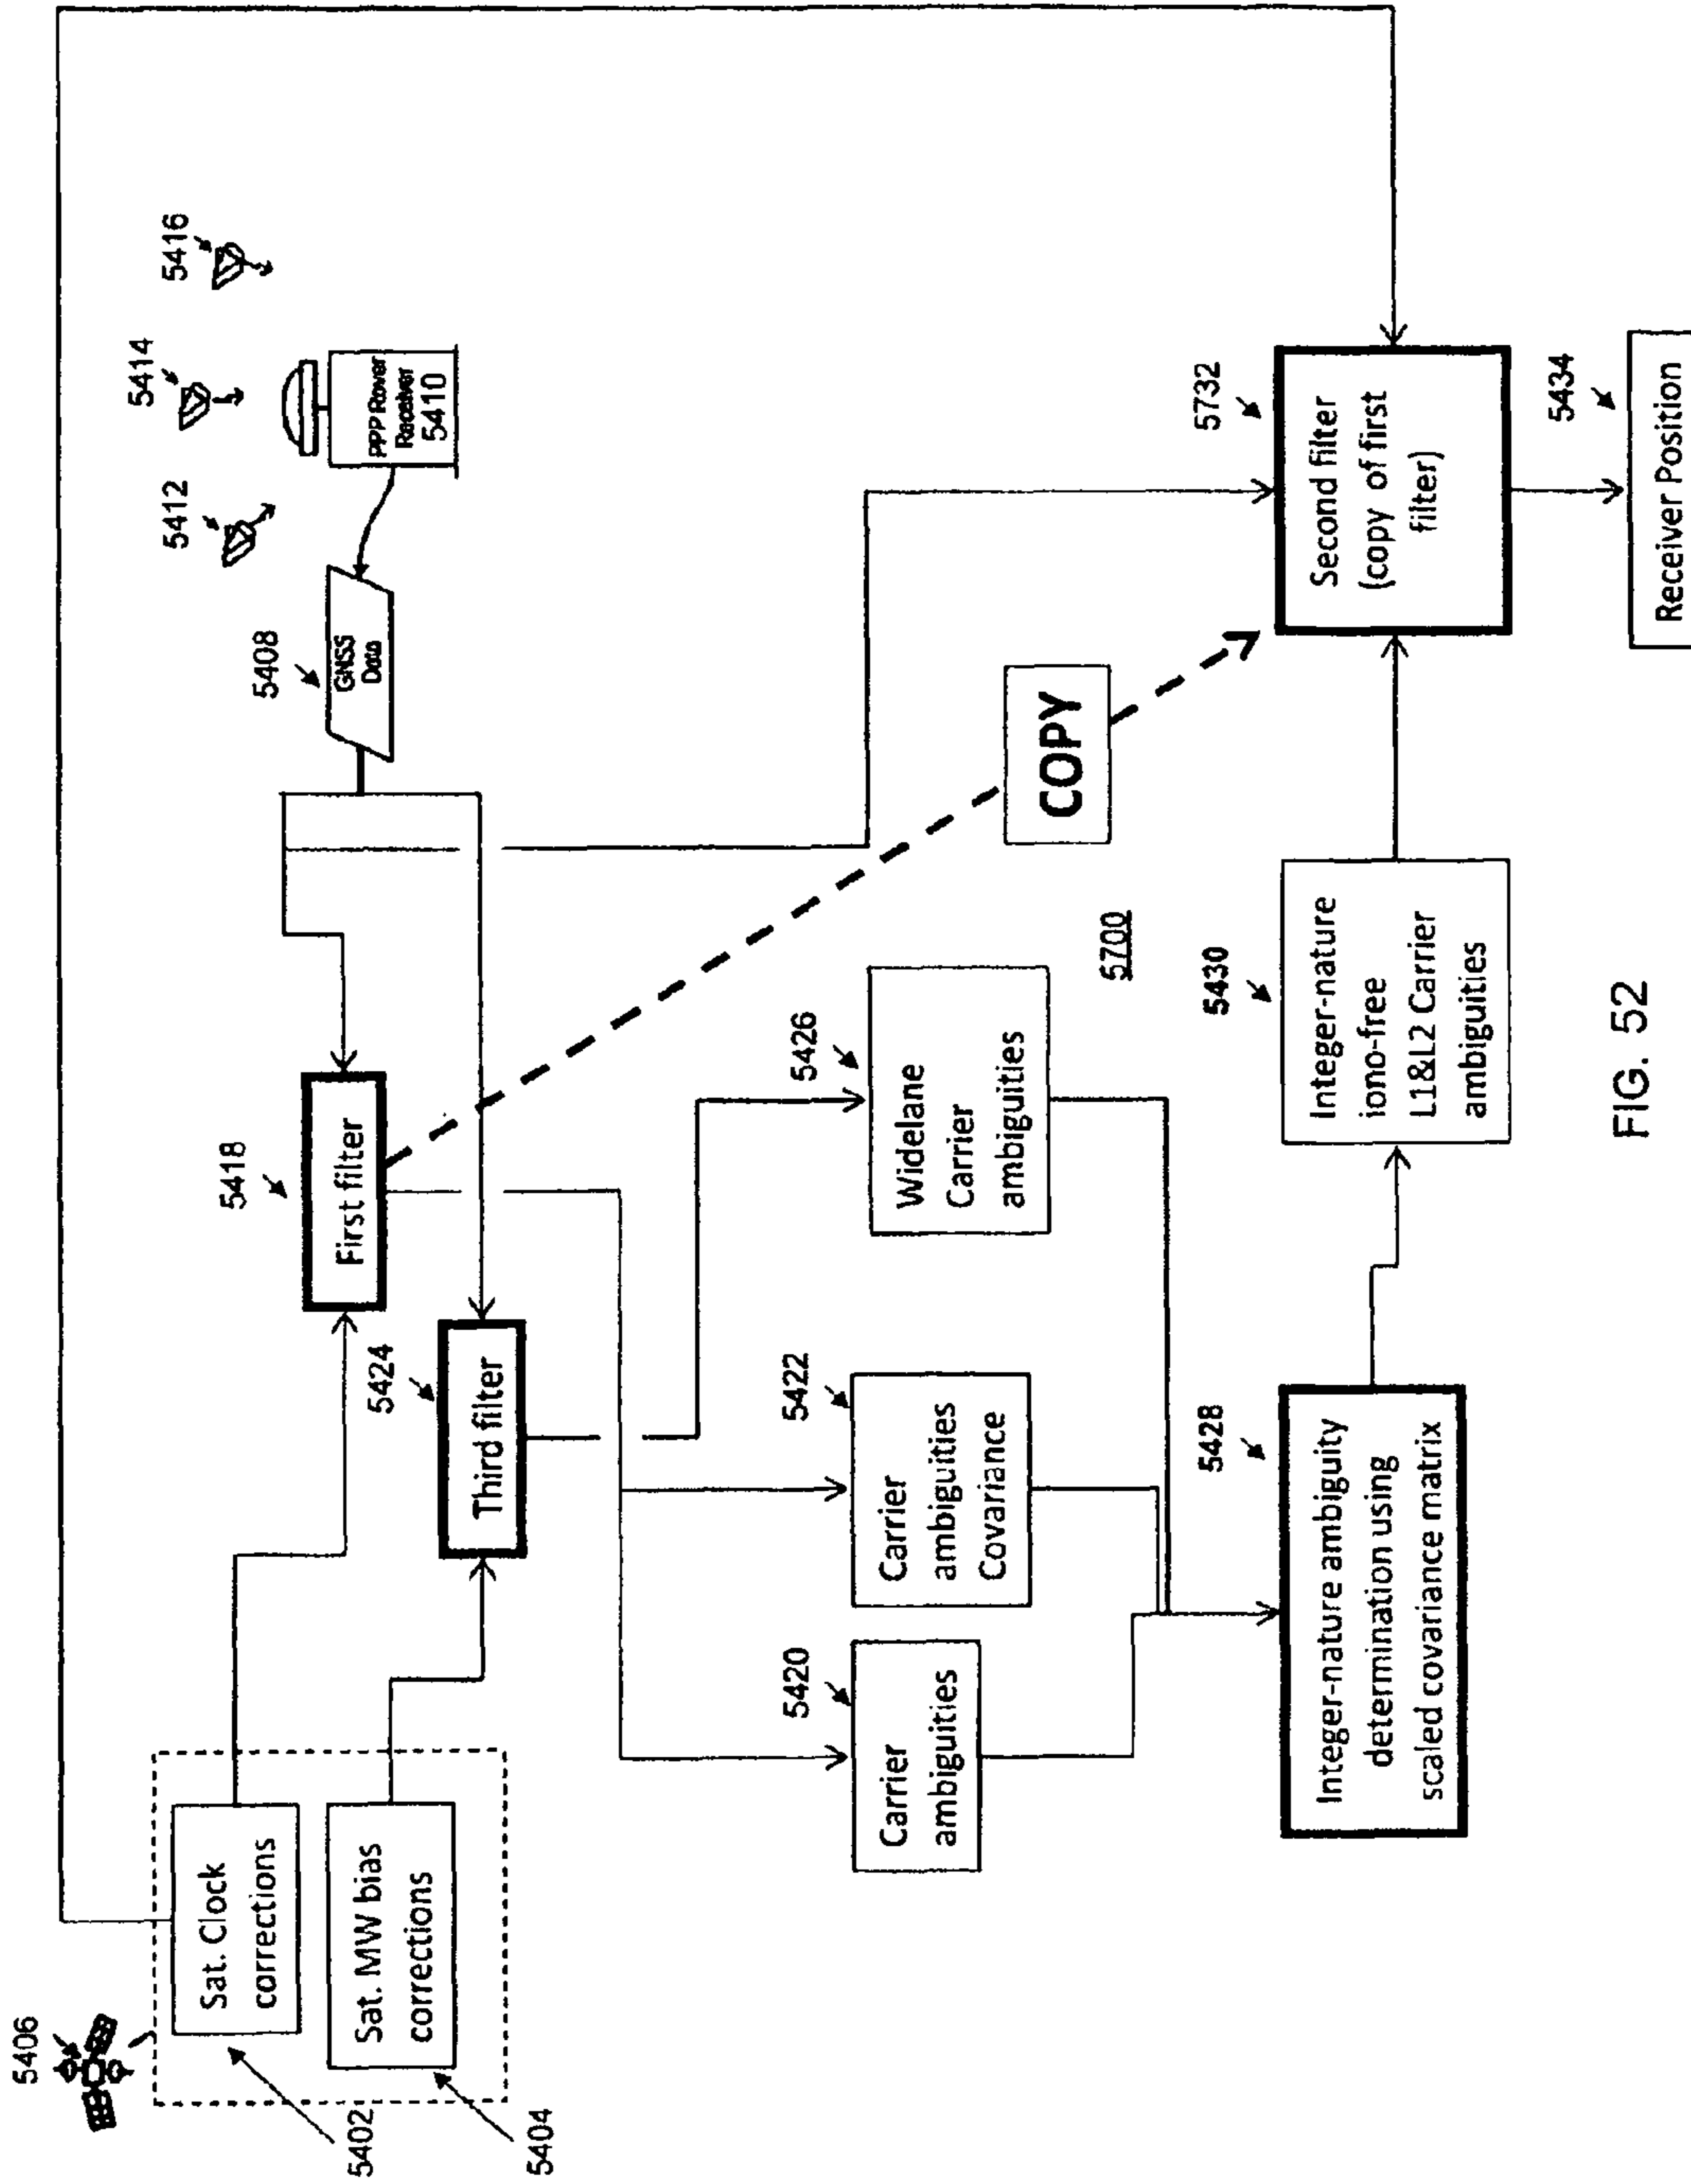 5406
Sat. Clock
corrections
Sat. MW bias
corrections
5402
5404
5418
First filter
5424
Third filter
5408
GNSS
Data
5412
5414
5416
PPP Rover
Receiver
5410
5420
Carrier
ambiguities
5422
Carrier
ambiguities
Covariance
5426
Widelane
Carrier
ambiguities
5700
COPY
5428
Integer-nature ambiguity
determination using
scaled covariance matrix
5430
Integer-nature
iono-free
L1&L2 Carrier
ambiguities
5732
Second filter
(copy of first
filter)
5434
Receiver Position
FIG. 52